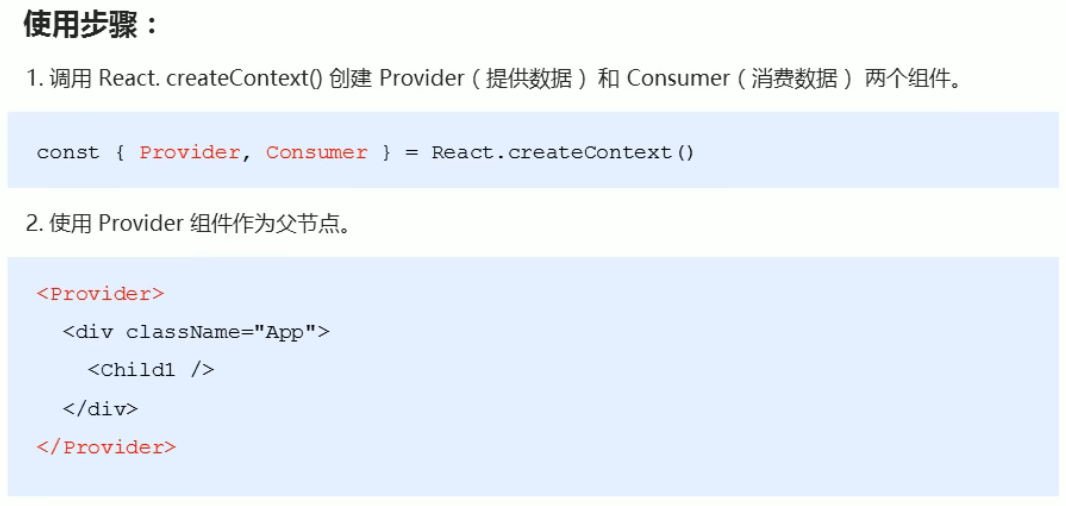 使用步骤：
1. 调用 React. createContext() 创建 Provider（提供数据） 和 Consumer（消费数据） 两个组件。
const { Provider, Consumer } = React.createContext()
2. 使用 Provider 组件作为父节点。
<Provider>
<div className="App">
<Child1 />
</div>
</Provider>